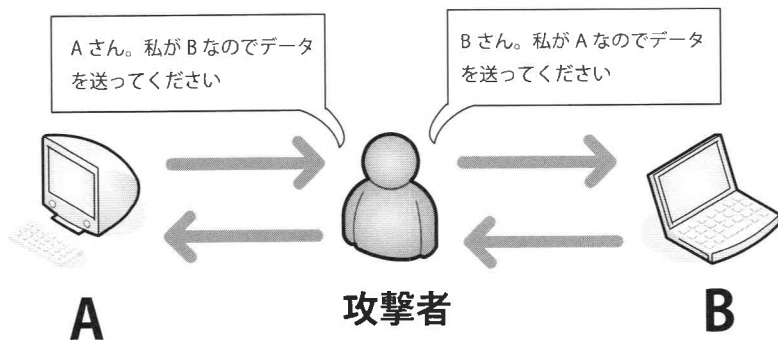 A さん。私が B なのでデータ
を送ってください
B さん。私が A なのでデータ
を送ってください
A
攻撃者
B